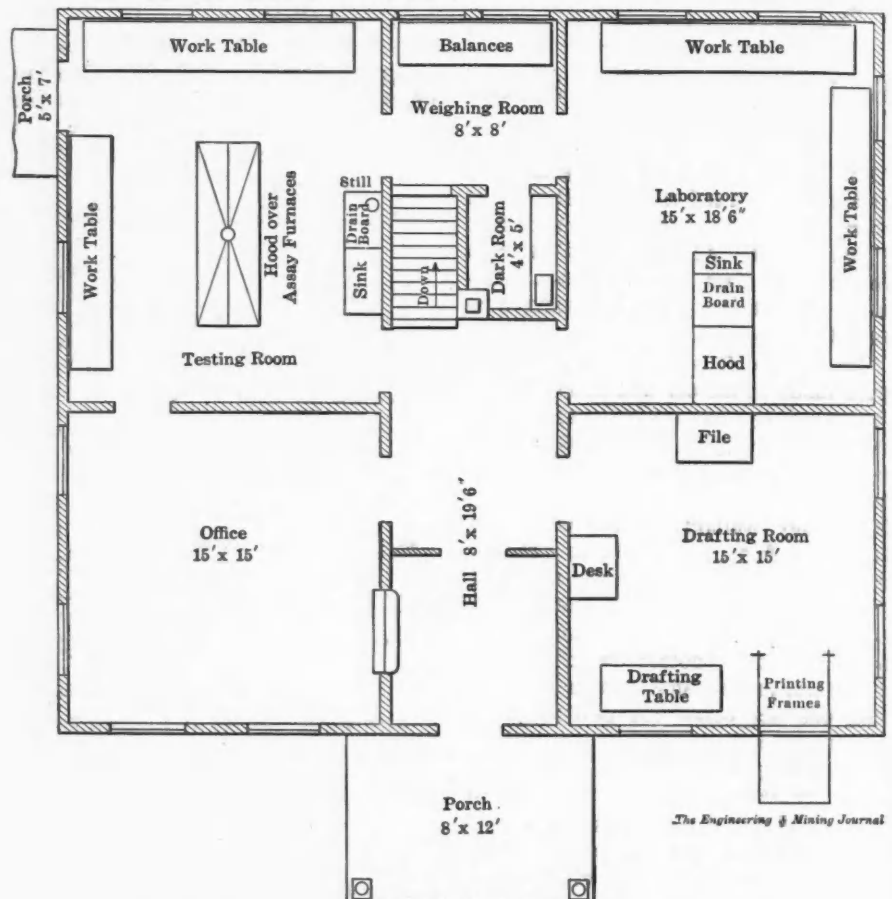 Work Table
Balances
Work Table
Porch
5'x 7'
Weighing Room
8'x 8'
Work Table
Hood over
Assay Furnaces
Still
Drain
Board
Sink
Down
Dark Room
4'x 5'
Laboratory
15'x 18'6"
Work Table
Sink
Drain
Board
Hood
Testing Room
File
Office
15'x 15'
Hall 8'x 19'6"
Drafting Room
15'x 15'
Desk
Drafting
Table
Printing
Frames
Porch
8'x 12'
The Engineering & Mining Journal